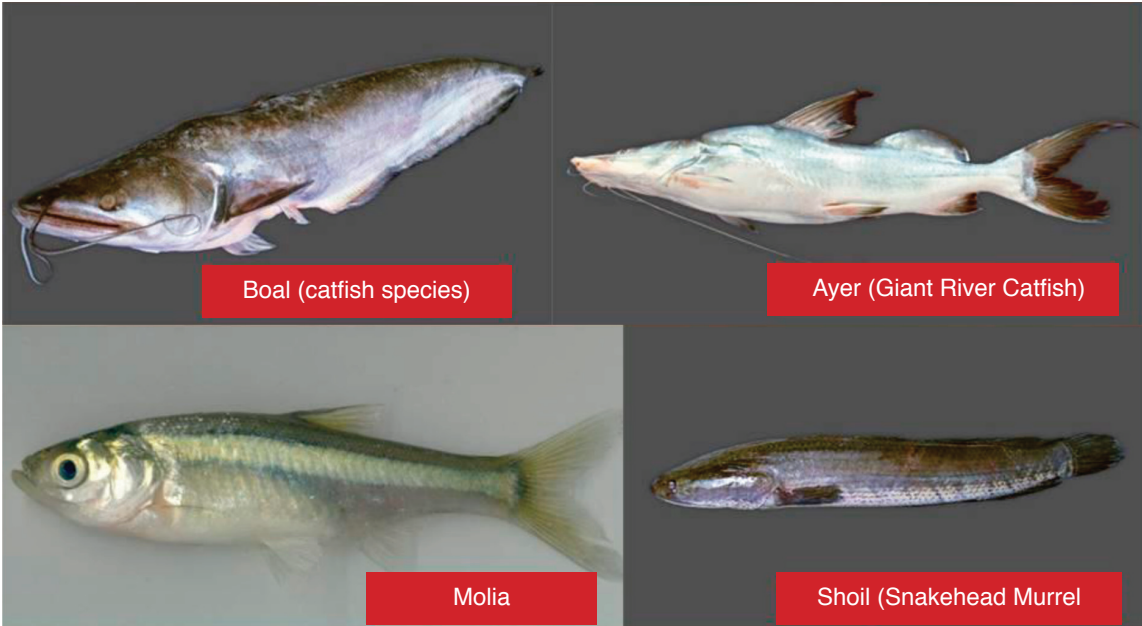 Boal (catfish species)
Ayer (Giant River Catfish)
Molia
Shoil (Snakehead Murrel